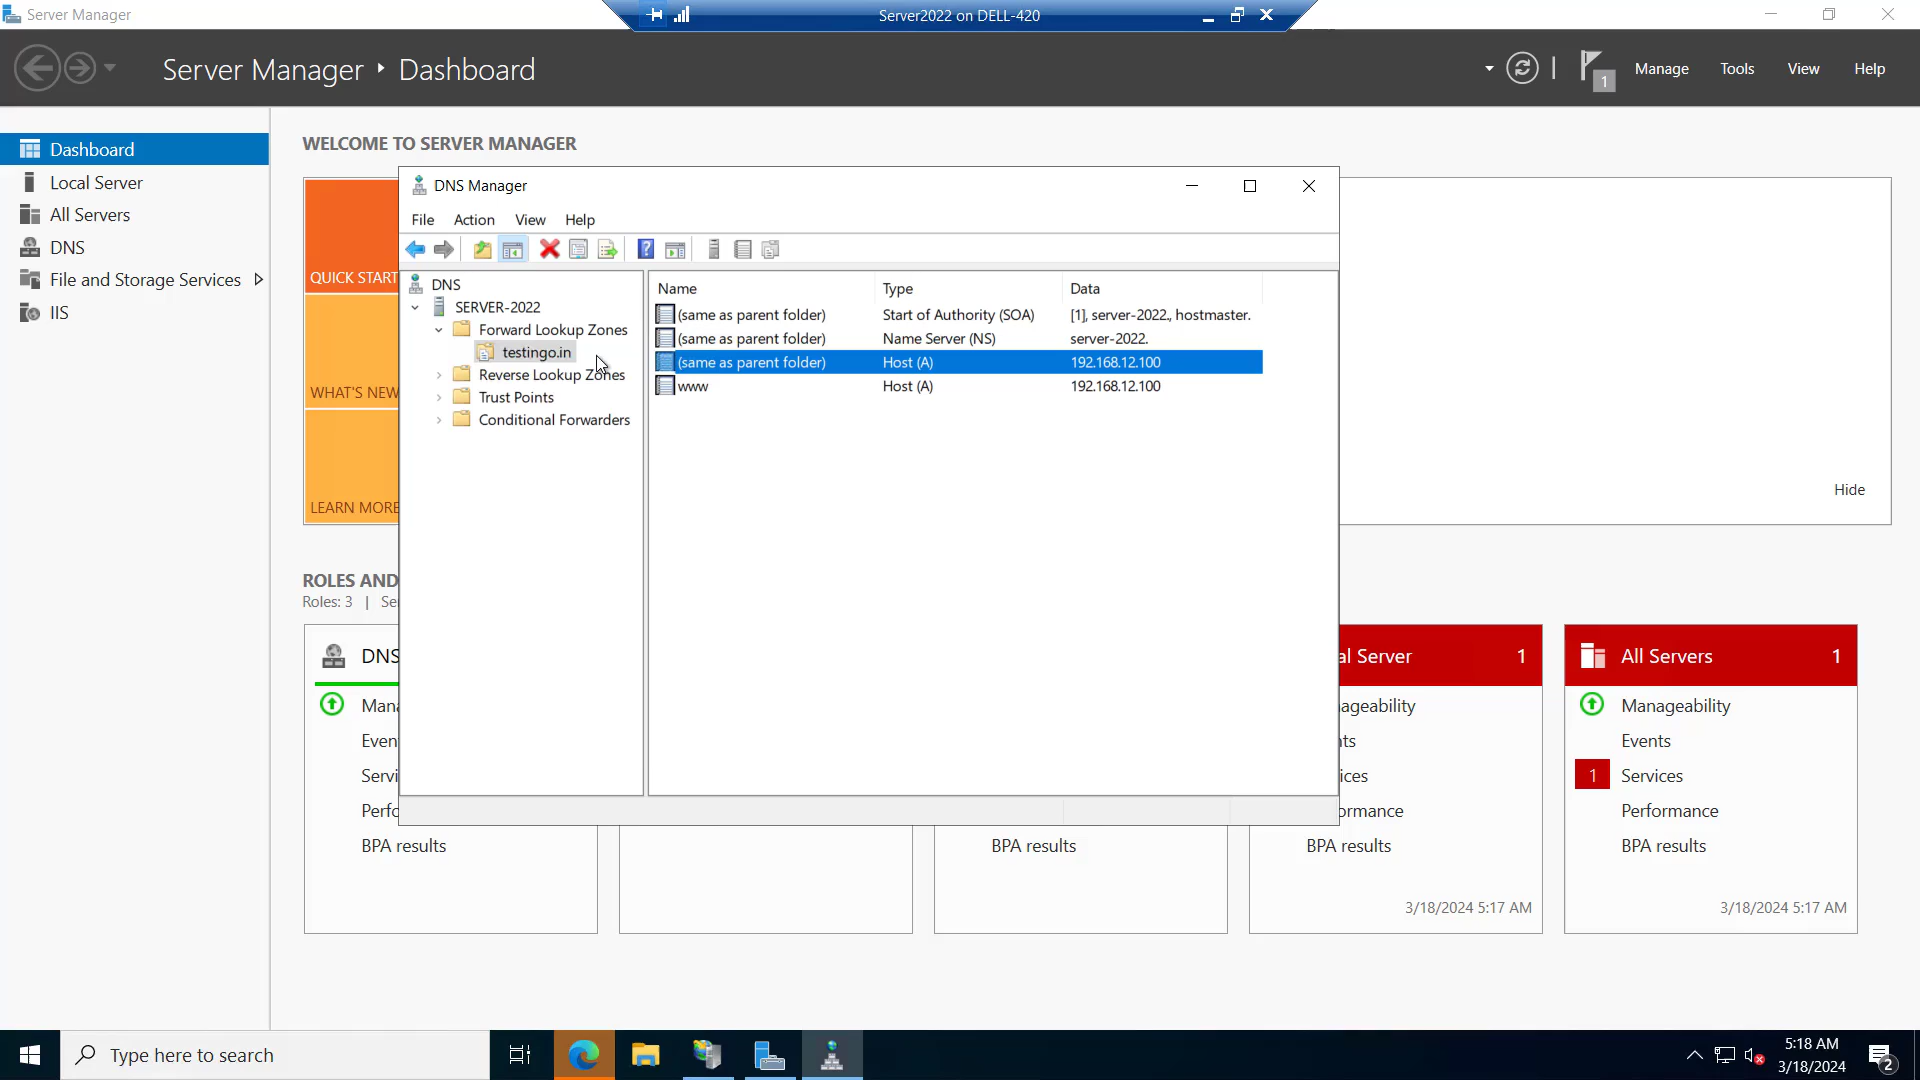 Server Manager
Server2022 on DELL-420
Server Manager ‣ Dashboard
1
Manage
Tools
View
Help
Dashboard
Local Server
All Servers
DNS
File and Storage Services
IIS
WELCOME TO SERVER MANAGER
QUICK START
WHAT'S NEW
LEARN MORE
Hide
DNS Manager
File
Action
View
Help
DNS
SERVER-2022
Forward Lookup Zones
testingo.in
Reverse Lookup Zones
Trust Points
Conditional Forwarders
Name Type Data
(same as parent folder) Start of Authority (SOA) [1], server-2022., hostmaster.
(same as parent folder) Name Server (NS) server-2022.
(same as parent folder) Host (A) 192.168.12.100
www Host (A) 192.168.12.100
ROLES AND
Roles: 3 | Se
DNS
Mana
Even
Servi
Perfo
BPA results
BPA results
al Server 1
ageability
ts
ices
ormance
BPA results
3/18/2024 5:17 AM
All Servers 1
Manageability
Events
1 Services
Performance
BPA results
3/18/2024 5:17 AM
Type here to search
5:18 AM
3/18/2024
2